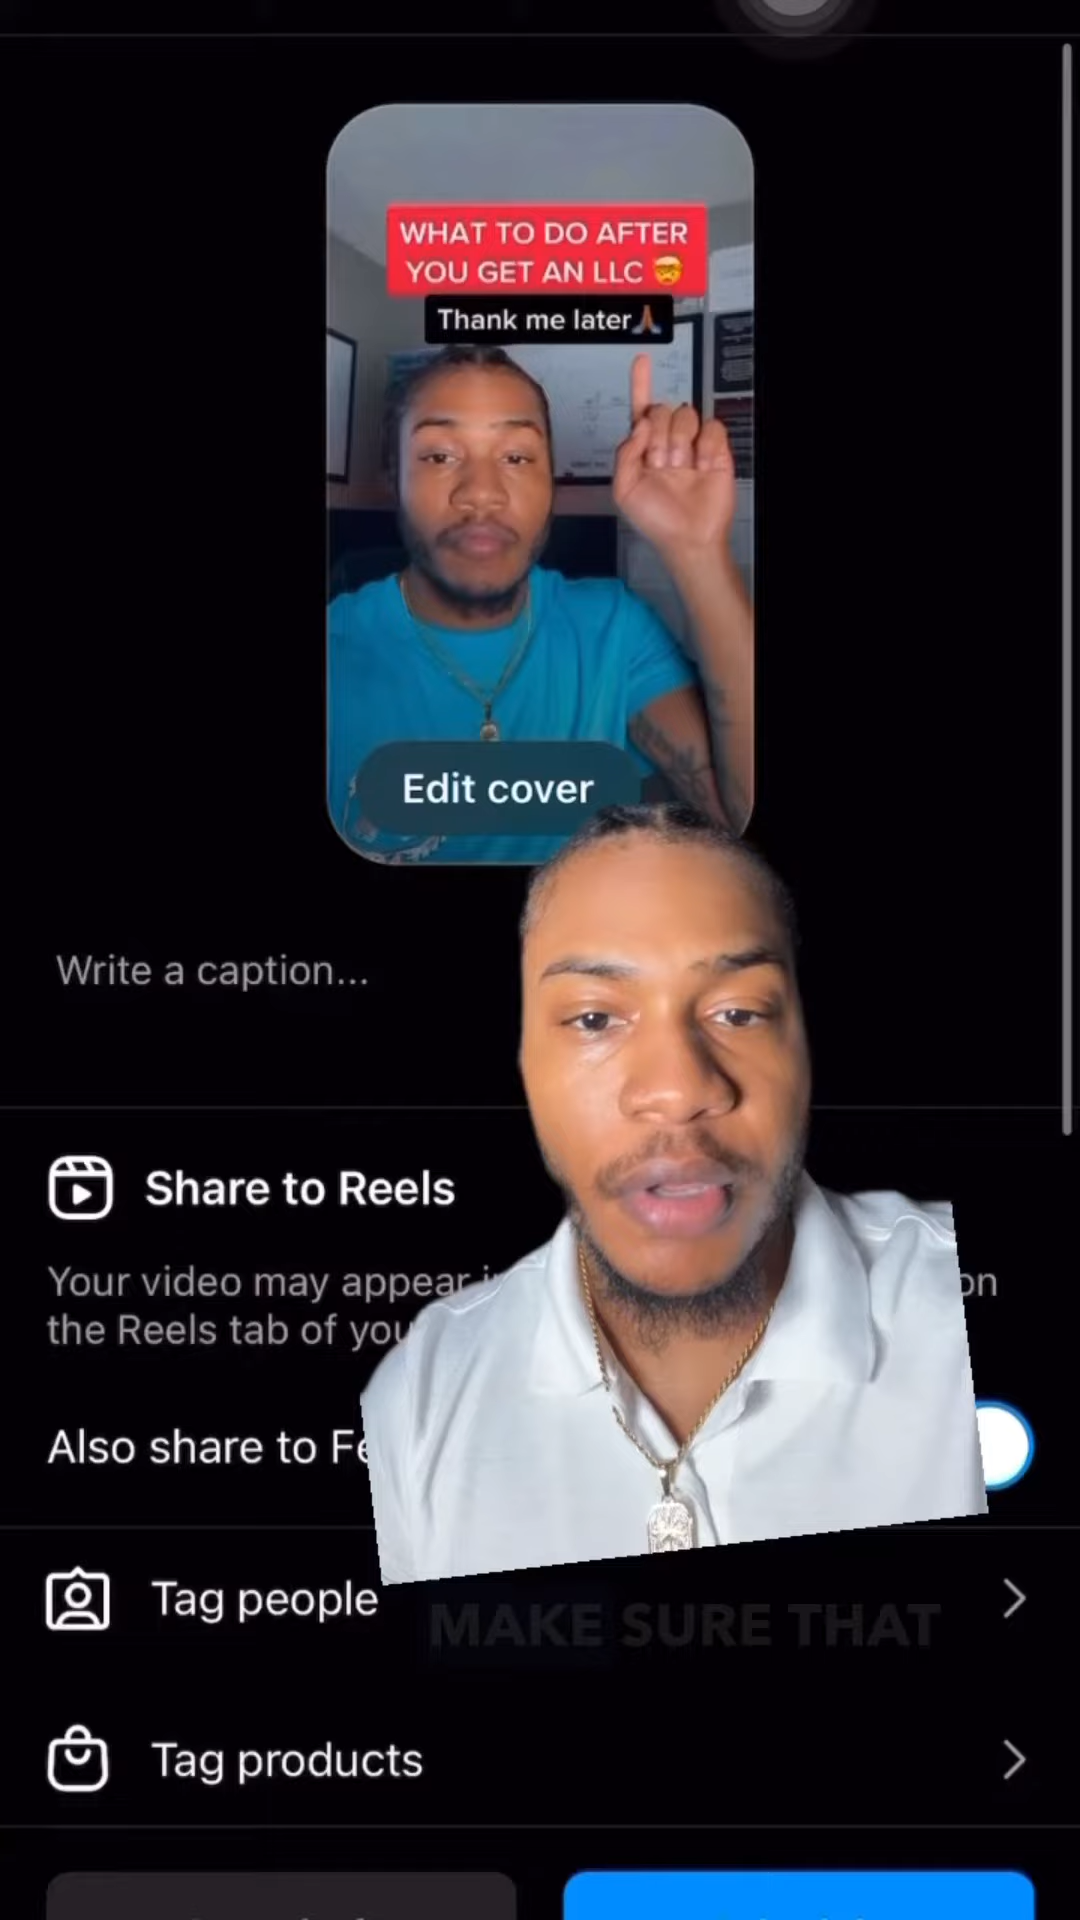 WHAT TO DO AFTER
YOU GET AN LLC 🤯
Thank me later🙏🏾
Edit cover
Write a caption...
Share to Reels
Your video may appear
on
the Reels tab of you
Also share to Fe
Tag people
MAKE SURE THAT
Tag products